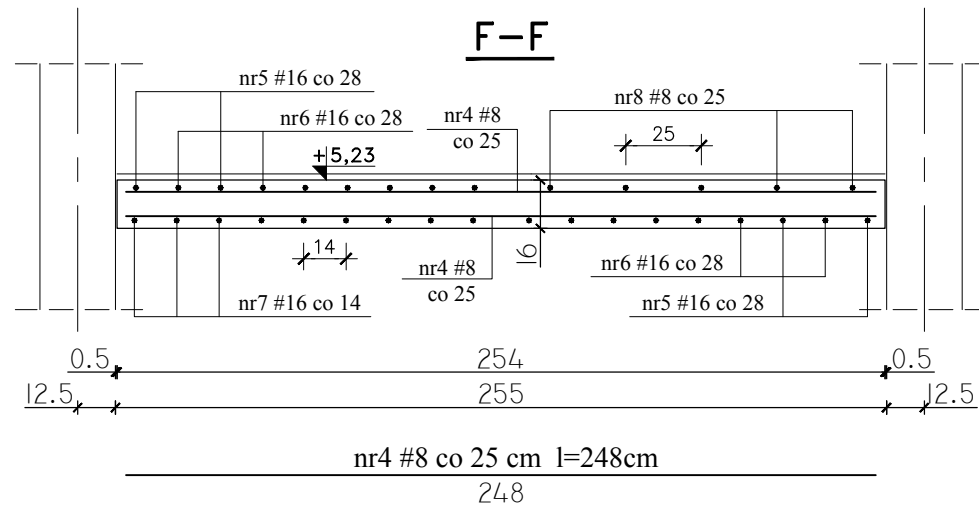 F-F
nr5 #16 co 28
nr6 #16 co 28
nr4 #8
co 25
nr8 #8 co 25
+5,23
25
14
16
nr4 #8
co 25
nr6 #16 co 28
nr7 #16 co 14
nr5 #16 co 28
0.5
254
0.5
12.5
255
12.5
nr4 #8 co 25 cm l=248cm
248